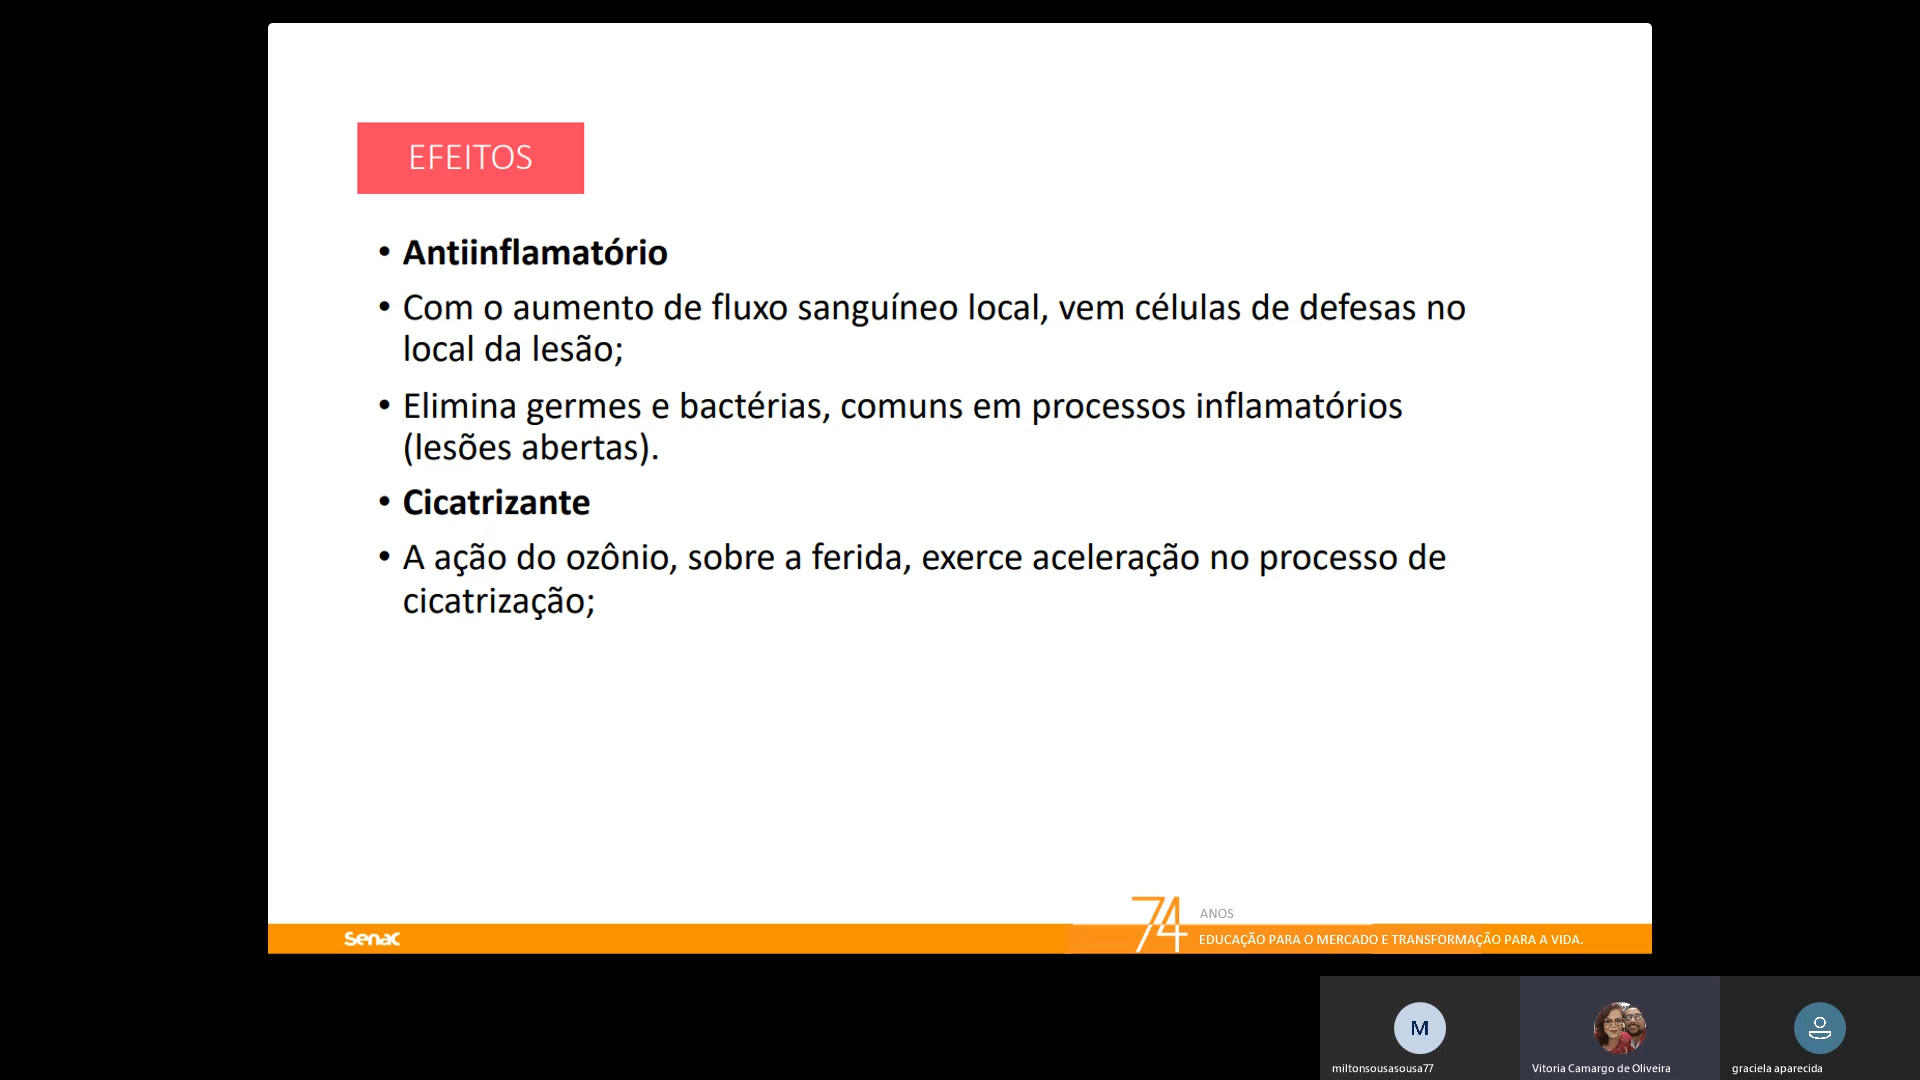 EFEITOS
• Antiinflamatório
• Com o aumento de fluxo sanguíneo local, vem células de defesas no
local da lesão;
• Elimina germes e bactérias, comuns em processos inflamatórios
(lesões abertas).
• Cicatrizante
• A ação do ozônio, sobre a ferida, exerce aceleração no processo de
cicatrização;
74 ANOS
Senac
EDUCAÇÃO PARA O MERCADO E TRANSFORMAÇÃO PARA A VIDA.
M
miltonsousasousa77
Vitoria Camargo de Oliveira
graciela aparecida